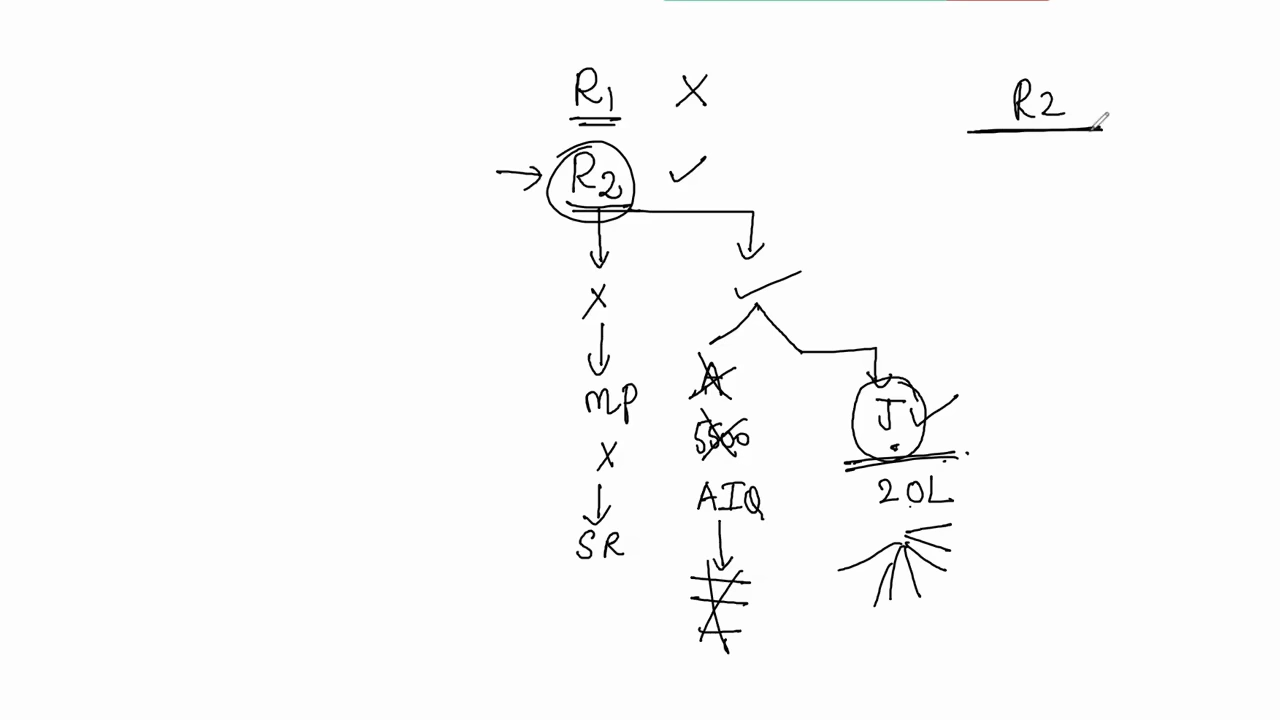 R1 X
R2
R2 ✓
X ✓
MP
X
SR
A
5500
AIQ
J ✓
20L